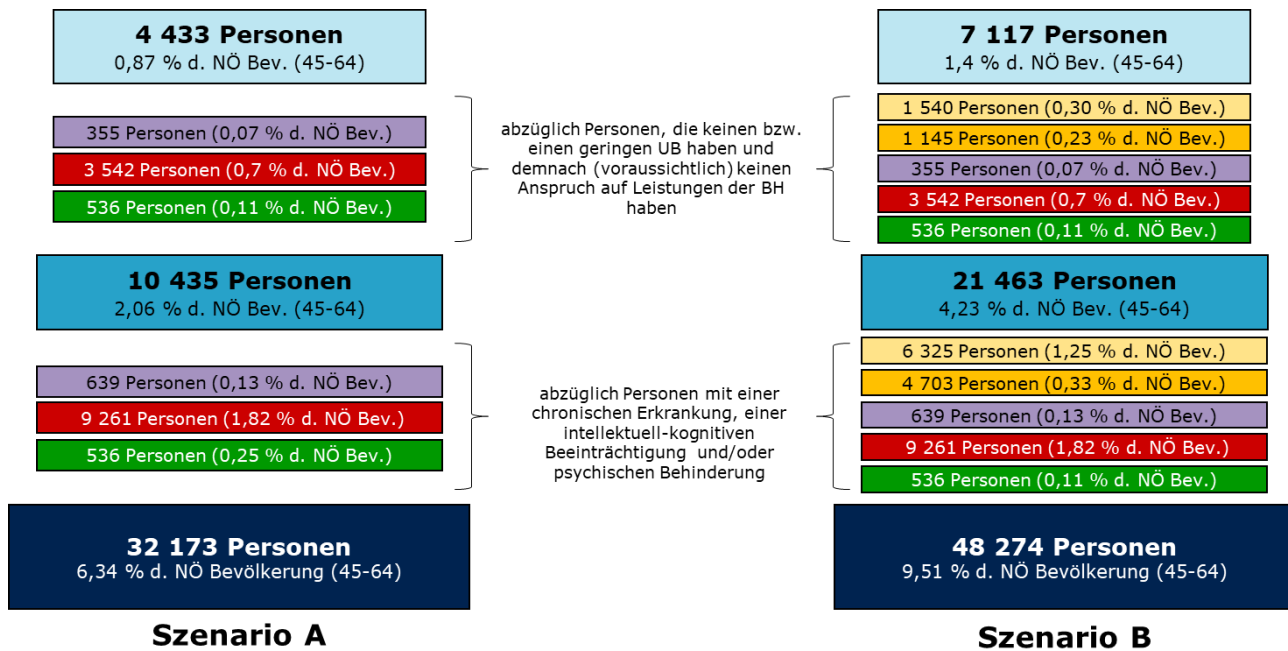 4 433 Personen
0,87 % d. NÖ Bev. (45-64)
355 Personen (0,07 % d. NÖ Bev.)
3 542 Personen (0,7 % d. NÖ Bev.)
536 Personen (0,11 % d. NÖ Bev.)
10 435 Personen
2,06 % d. NÖ Bev. (45-64)
639 Personen (0,13 % d. NÖ Bev.)
9 261 Personen (1,82 % d. NÖ Bev.)
536 Personen (0,25 % d. NÖ Bev.)
32 173 Personen
6,34 % d. NÖ Bevölkerung (45-64)
Szenario A
abzüglich Personen, die keinen bzw.
einen geringen UB haben und
demnach (voraussichtlich) keinen
Anspruch auf Leistungen der BH
haben
abzüglich Personen mit einer
chronischen Erkrankung, einer
intellektuell-kognitiven
Beeinträchtigung und/oder
psychischen Behinderung
7 117 Personen
1,4 % d. NÖ Bev. (45-64)
1 540 Personen (0,30 % d. NÖ Bev.)
1 145 Personen (0,23 % d. NÖ Bev.)
355 Personen (0,07 % d. NÖ Bev.)
3 542 Personen (0,7 % d. NÖ Bev.)
536 Personen (0,11 % d. NÖ Bev.)
21 463 Personen
4,23 % d. NÖ Bev. (45-64)
6 325 Personen (1,25 % d. NÖ Bev.)
4 703 Personen (0,33 % d. NÖ Bev.)
639 Personen (0,13 % d. NÖ Bev.)
9 261 Personen (1,82 % d. NÖ Bev.)
536 Personen (0,11 % d. NÖ Bev.)
48 274 Personen
9,51 % d. NÖ Bevölkerung (45-64)
Szenario B